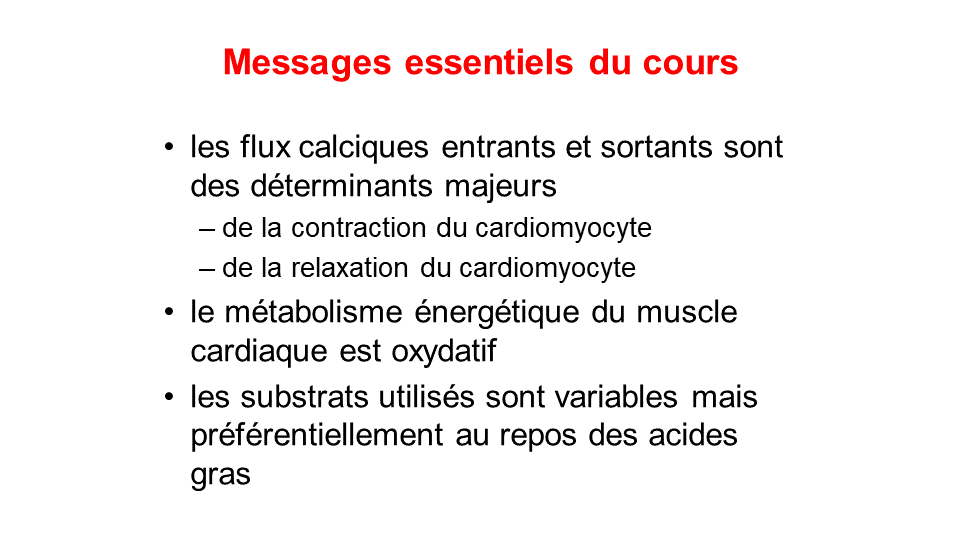 Messages essentiels du cours
• les flux calciques entrants et sortants sont
des déterminants majeurs
– de la contraction du cardiomyocyte
– de la relaxation du cardiomyocyte
• le métabolisme énergétique du muscle
cardiaque est oxydatif
• les substrats utilisés sont variables mais
préférentiellement au repos des acides
gras